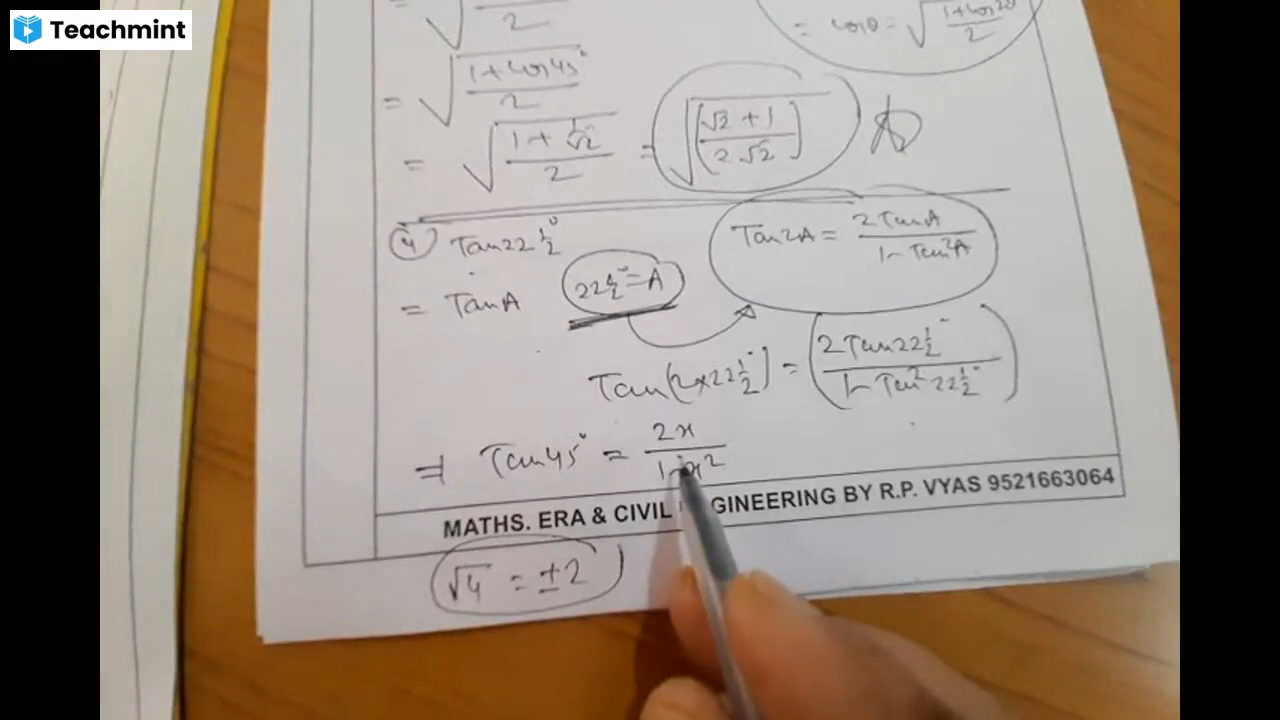 Teachmint
2
= cosθ = √(1+cos2θ)/2
= √(1+cos45°)/2
= √(1+1/√2)/2 = √((√2+1)/(2√2))
4 Tan22½°
Tan2A = 2TanA/1-Tan²A
= TanA 22½°=A
Tan(2×22½°) = (2Tan22½°/1-Tan²22½°)
⇒ Tan45° = 2x/1-x²
MATHS. ERA & CIVIL GINEERING BY R.P. VYAS 9521663064
√4 = ±2